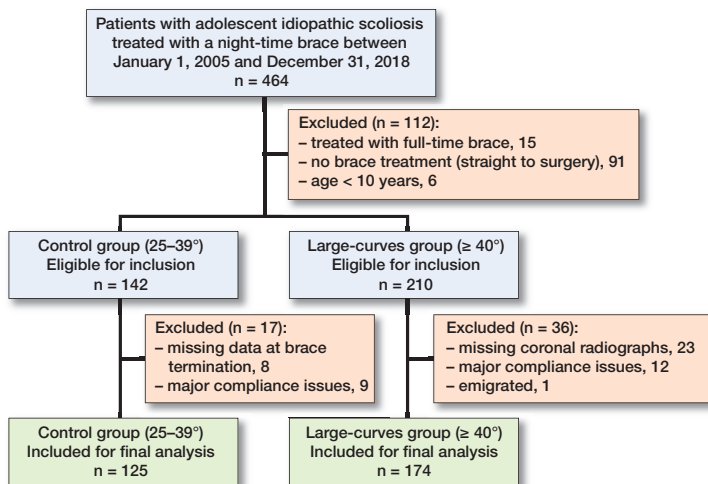 Patients with adolescent idiopathic scoliosis
treated with a night-time brace between
January 1, 2005 and December 31, 2018
n = 464
Excluded (n = 112):
– treated with full-time brace, 15
– no brace treatment (straight to surgery), 91
– age < 10 years, 6
Control group (25–39°)
Eligible for inclusion
n = 142
Large-curves group (≥ 40°)
Eligible for inclusion
n = 210
Excluded (n = 17):
– missing data at brace
termination, 8
– major compliance issues, 9
Excluded (n = 36):
– missing coronal radiographs, 23
– major compliance issues, 12
– emigrated, 1
Control group (25–39°)
Included for final analysis
n = 125
Large-curves group (≥ 40°)
Included for final analysis
n = 174